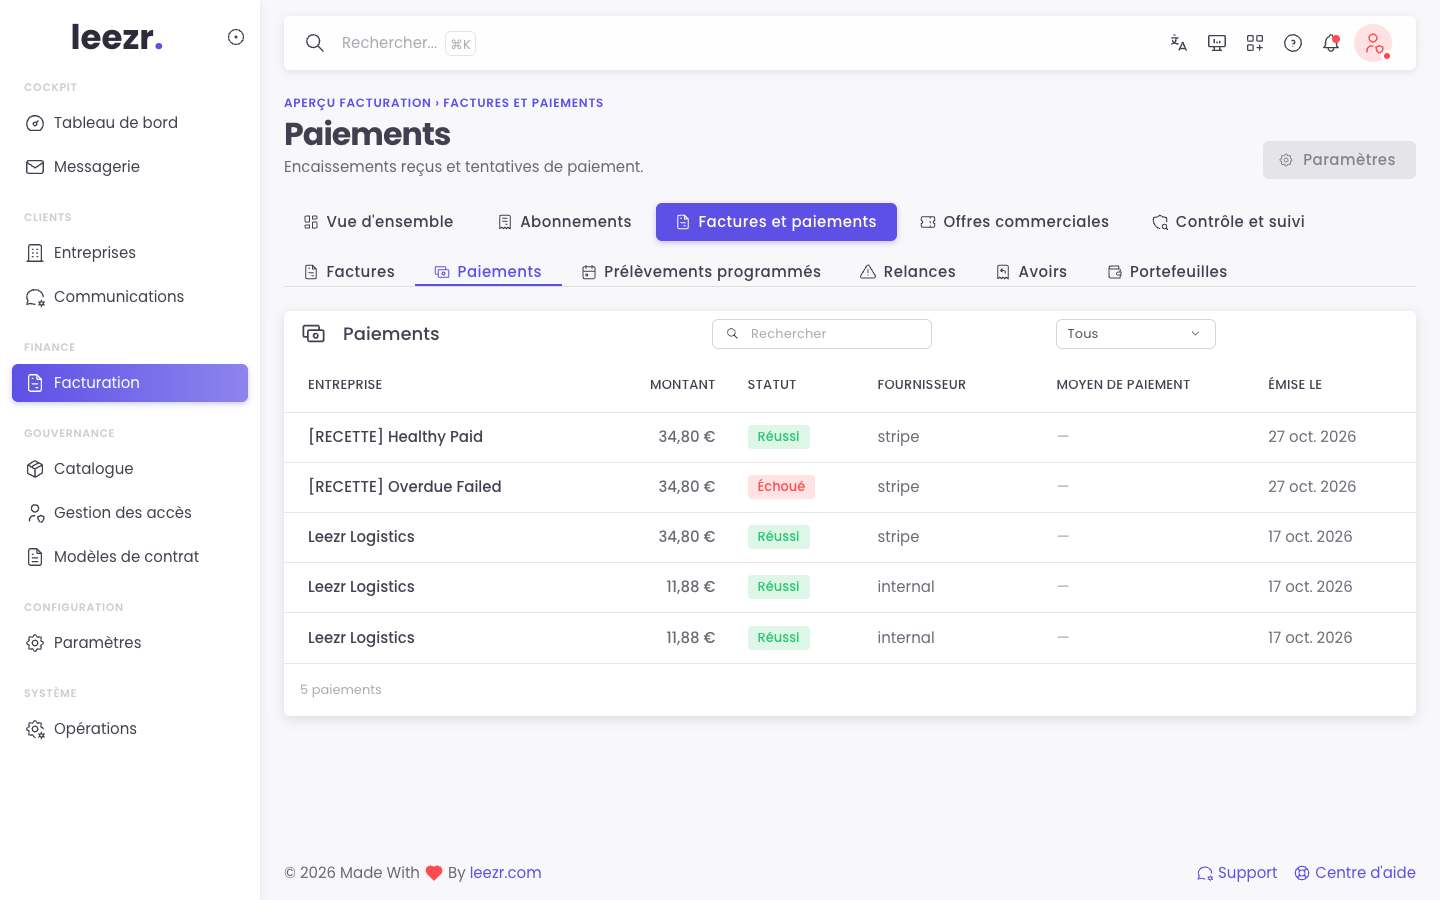 leezr.
COCKPIT
Tableau de bord
Messagerie
CLIENTS
Entreprises
Communications
FINANCE
Facturation
GOUVERNANCE
Catalogue
Gestion des accès
Modèles de contrat
CONFIGURATION
Paramètres
SYSTÈME
Opérations
Rechercher... ⌘K
APERÇU FACTURATION › FACTURES ET PAIEMENTS
Paiements
Encaissements reçus et tentatives de paiement.
Paramètres
Vue d'ensemble Abonnements Factures et paiements Offres commerciales Contrôle et suivi
Factures Paiements Prélèvements programmés Relances Avoirs Portefeuilles
Paiements Rechercher Tous
ENTREPRISE MONTANT STATUT FOURNISSEUR MOYEN DE PAIEMENT ÉMISE LE
[RECETTE] Healthy Paid 34,80 € Réussi stripe — 27 oct. 2026
[RECETTE] Overdue Failed 34,80 € Échoué stripe — 27 oct. 2026
Leezr Logistics 34,80 € Réussi stripe — 17 oct. 2026
Leezr Logistics 11,88 € Réussi internal — 17 oct. 2026
Leezr Logistics 11,88 € Réussi internal — 17 oct. 2026
5 paiements
© 2026 Made With By leezr.com Support Centre d'aide